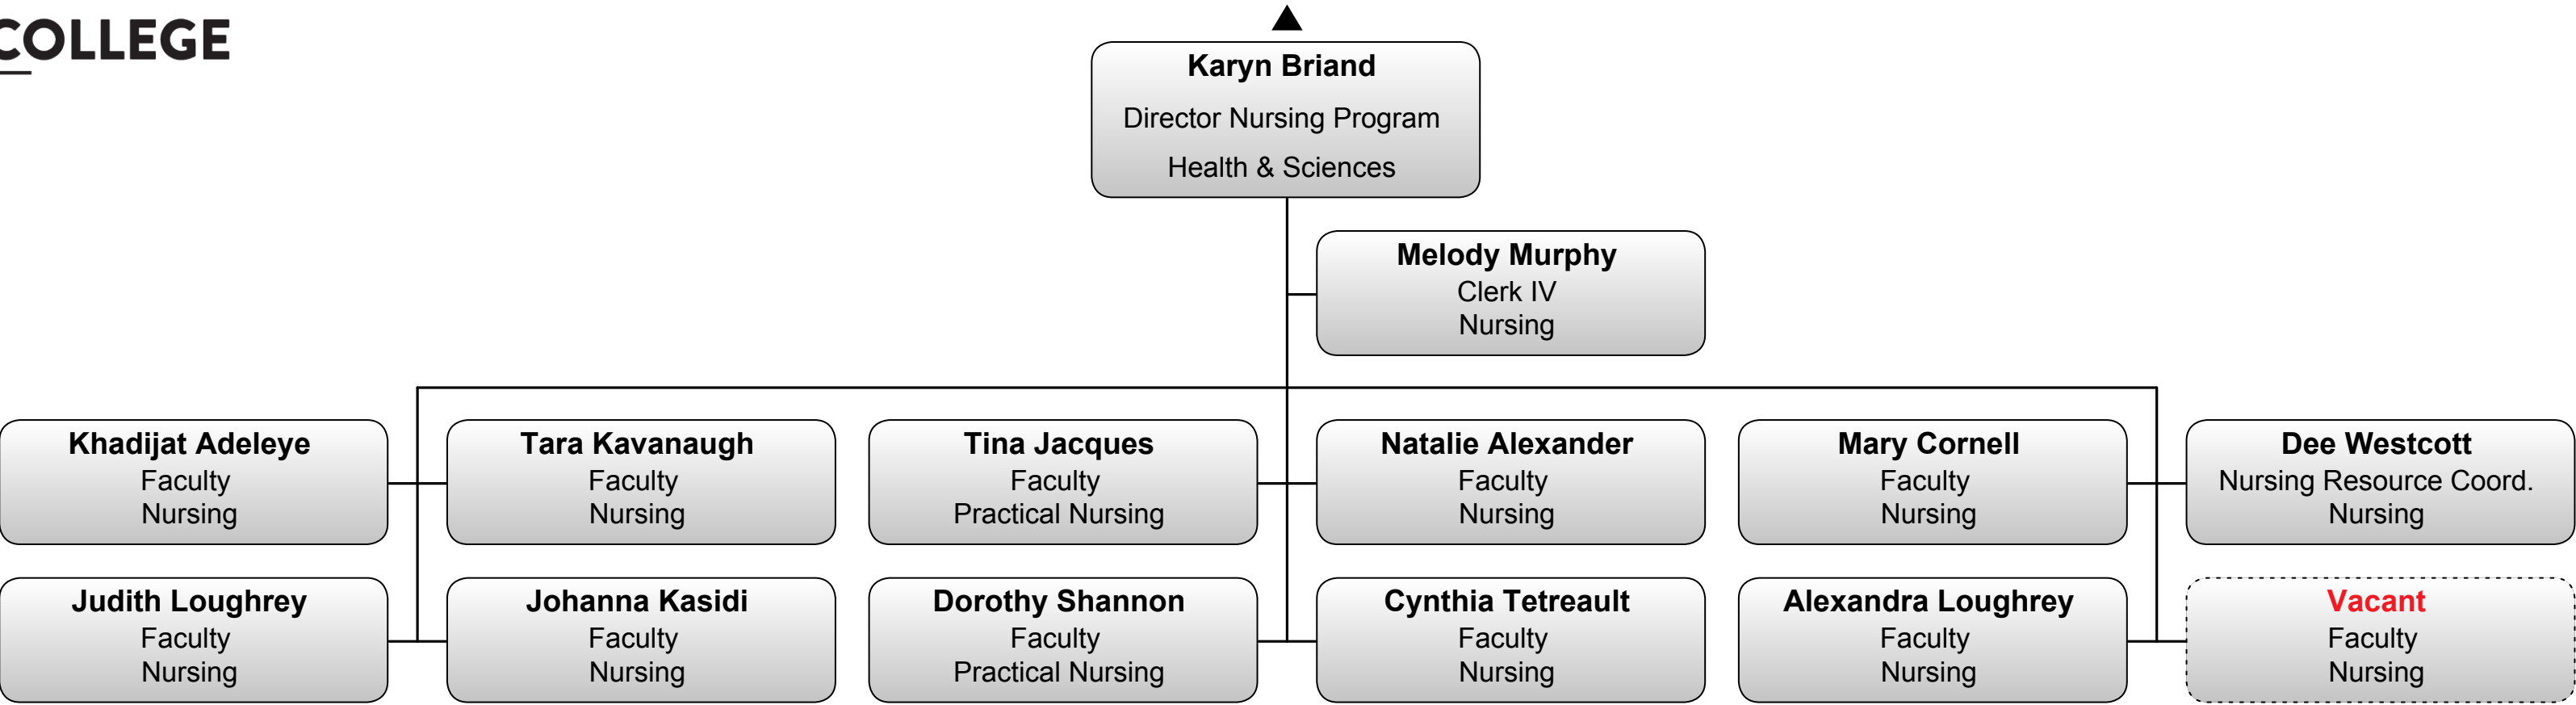 COLLEGE
Karyn Briand
Director Nursing Program
Health & Sciences
Melody Murphy
Clerk IV
Nursing
Khadijat Adeleye
Faculty
Nursing
Tara Kavanaugh
Faculty
Nursing
Tina Jacques
Faculty
Practical Nursing
Natalie Alexander
Faculty
Nursing
Mary Cornell
Faculty
Nursing
Dee Westcott
Nursing Resource Coord.
Nursing
Judith Loughrey
Faculty
Nursing
Johanna Kasidi
Faculty
Nursing
Dorothy Shannon
Faculty
Practical Nursing
Cynthia Tetreault
Faculty
Nursing
Alexandra Loughrey
Faculty
Nursing
Vacant
Faculty
Nursing